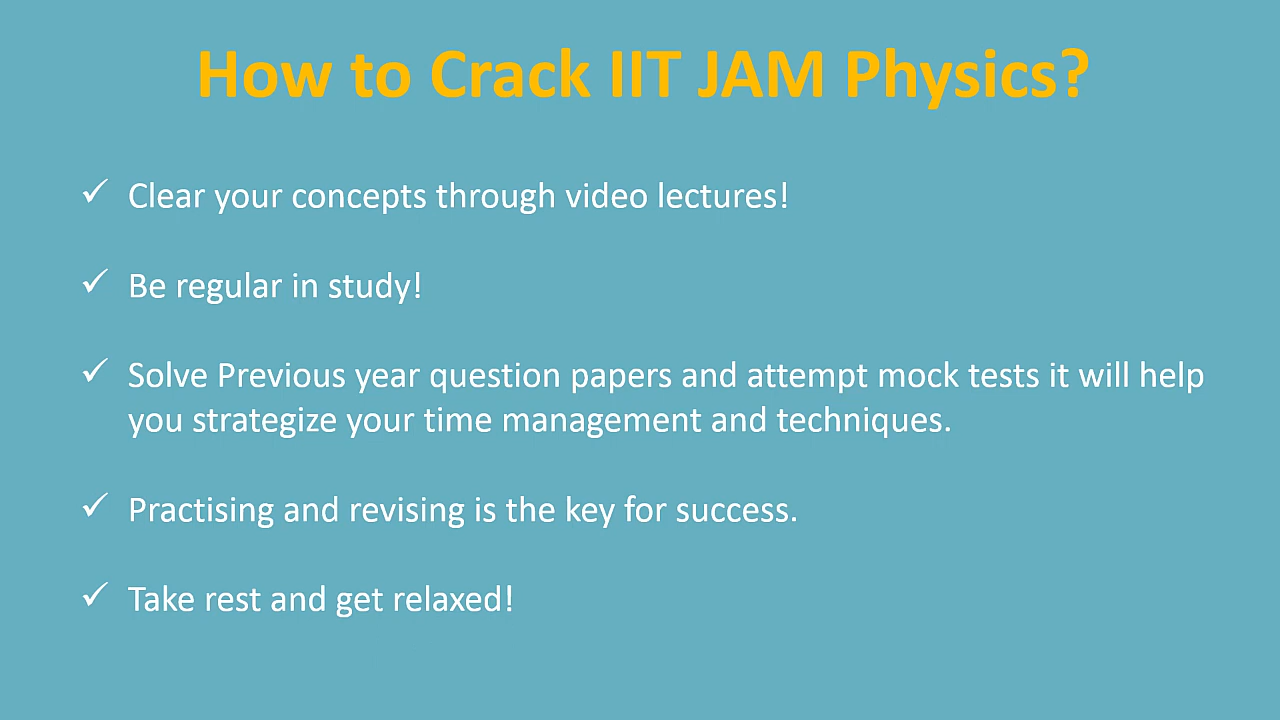 How to Crack IIT JAM Physics?
✓ Clear your concepts through video lectures!
✓ Be regular in study!
✓ Solve Previous year question papers and attempt mock tests it will help
you strategize your time management and techniques.
✓ Practising and revising is the key for success.
✓ Take rest and get relaxed!